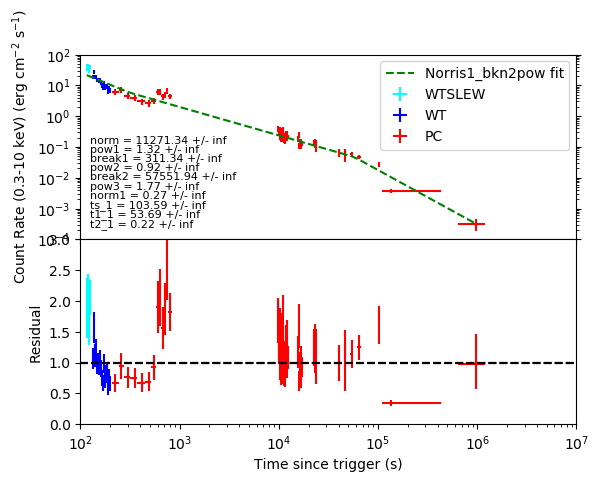 Count Rate (0.3-10 keV) (erg cm⁻² s⁻¹)
10²
10¹
10⁰
10⁻¹
10⁻²
10⁻³
10⁻⁴
Norris1_bkn2pow fit
WTSLEW
WT
PC
norm = 11271.34 +/- inf
pow1 = 1.32 +/- inf
break1 = 311.34 +/- inf
pow2 = 0.92 +/- inf
break2 = 57551.94 +/- inf
pow3 = 1.77 +/- inf
norm1 = 0.27 +/- inf
ts_1 = 103.59 +/- inf
t1_1 = 53.69 +/- inf
t2_1 = 0.22 +/- inf
Residual
3.0
2.5
2.0
1.5
1.0
0.5
0.0
10² 10³ 10⁴ 10⁵ 10⁶ 10⁷
Time since trigger (s)